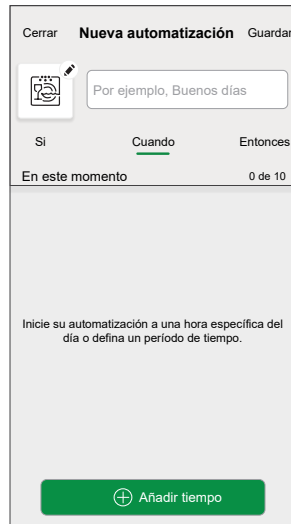 Cerrar Nueva automatización Guardar
Por ejemplo, Buenos días
Si Cuando Entonces
En este momento 0 de 10
Inicie su automatización a una hora específica del
día o defina un período de tiempo.
Añadir tiempo